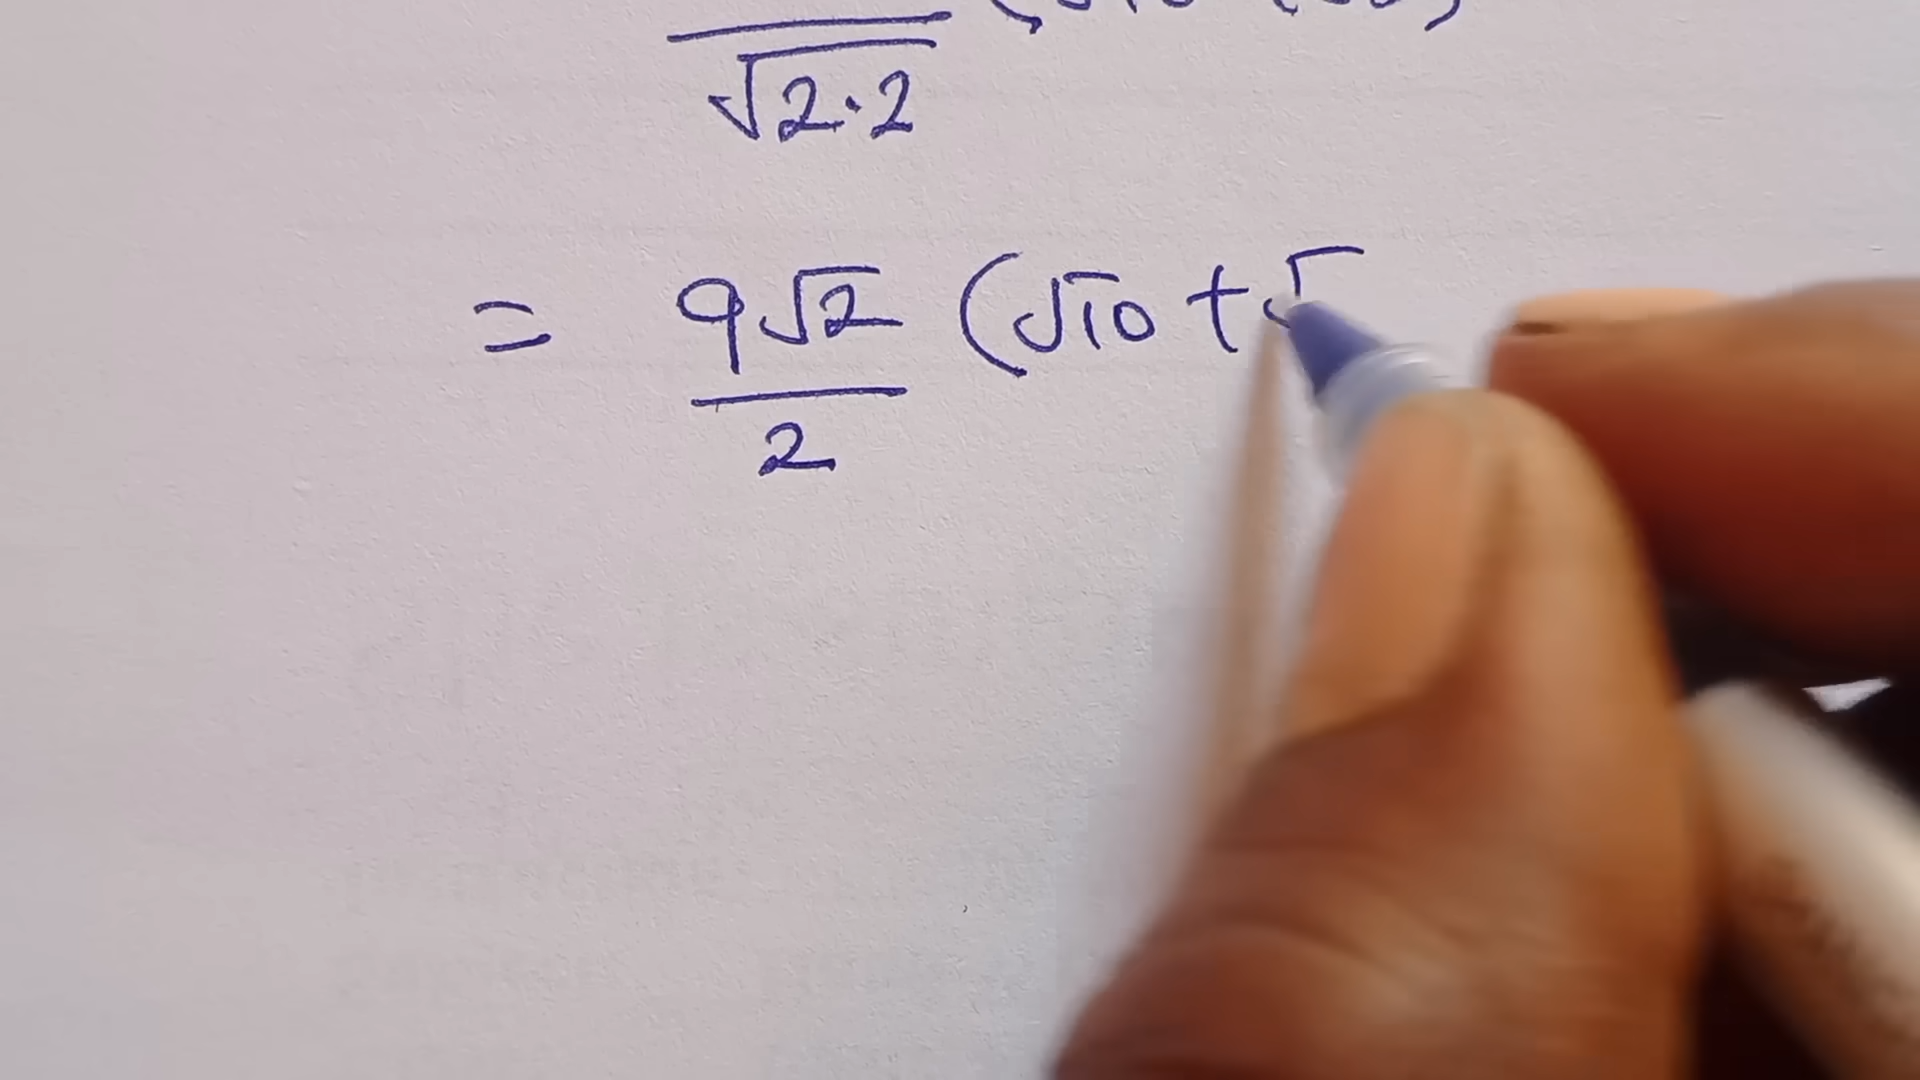 √2·2
= 9√2 (√10 + √
2